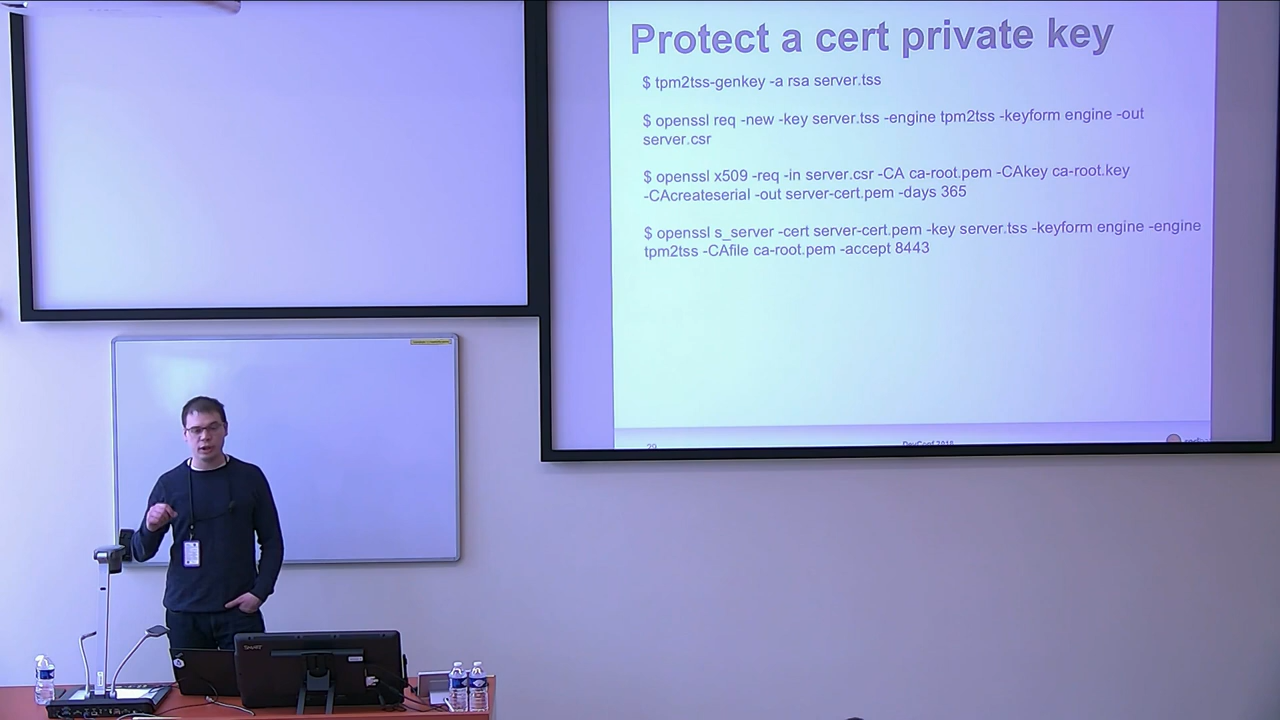 Protect a cert private key
$ tpm2tss-genkey -a rsa server.tss
$ openssl req -new -key server.tss -engine tpm2tss -keyform engine -out
server.csr
$ openssl x509 -req -in server.csr -CA ca-root.pem -CAkey ca-root.key
-CAcreateserial -out server-cert.pem -days 365
$ openssl s_server -cert server-cert.pem -key server.tss -keyform engine -engine
tpm2tss -CAfile ca-root.pem -accept 8443
29